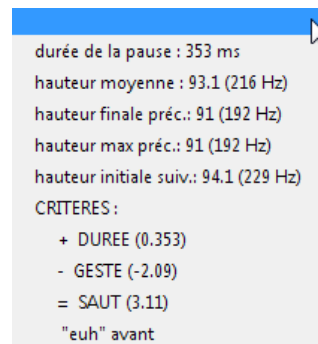 durée de la pause : 353 ms
hauteur moyenne : 93.1 (216 Hz)
hauteur finale préc.: 91 (192 Hz)
hauteur max préc.: 91 (192 Hz)
hauteur initiale suiv.: 94.1 (229 Hz)
CRITERES :
+ DUREE (0.353)
- GESTE (-2.09)
= SAUT (3.11)
"euh" avant